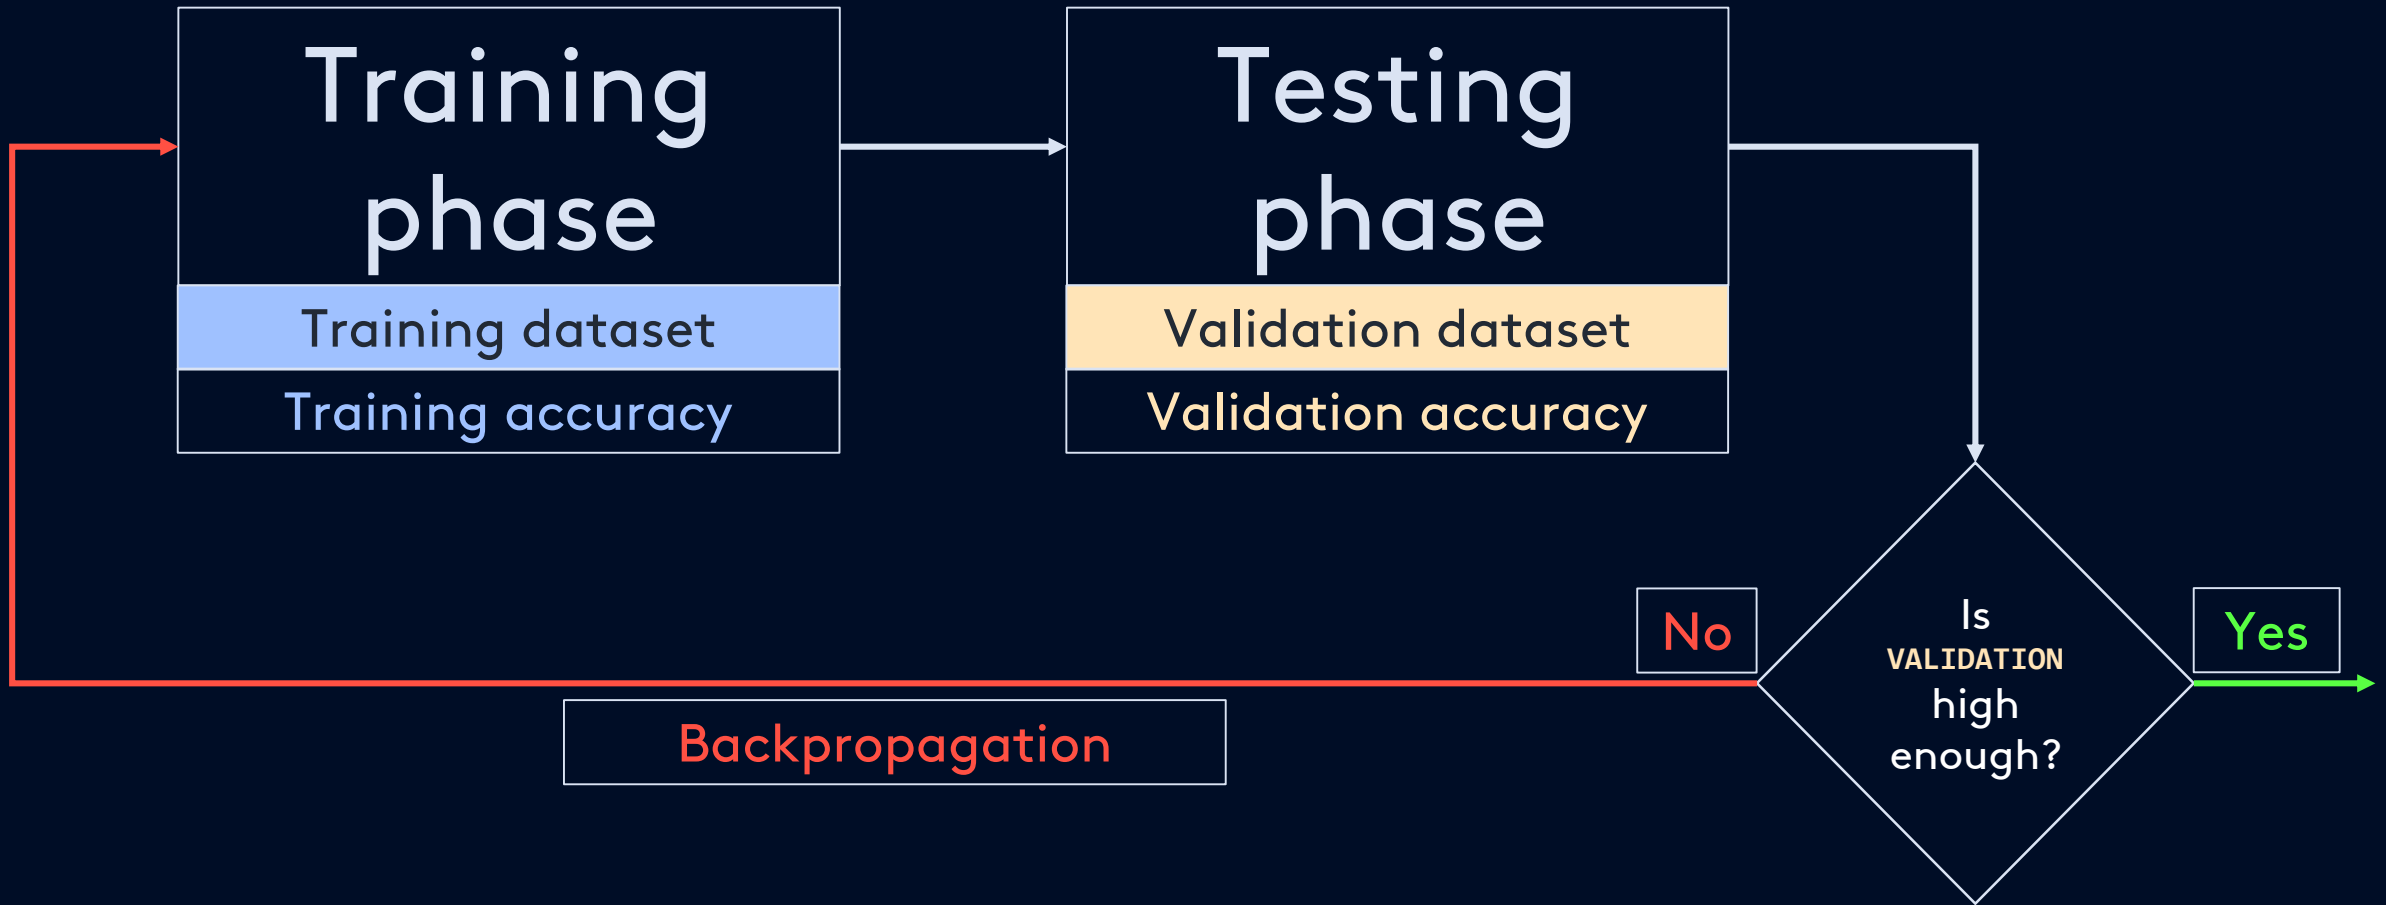 Training
phase
Training dataset
Training accuracy
Testing
phase
Validation dataset
Validation accuracy
Is
VALIDATION
high
enough?
No
Yes
Backpropagation